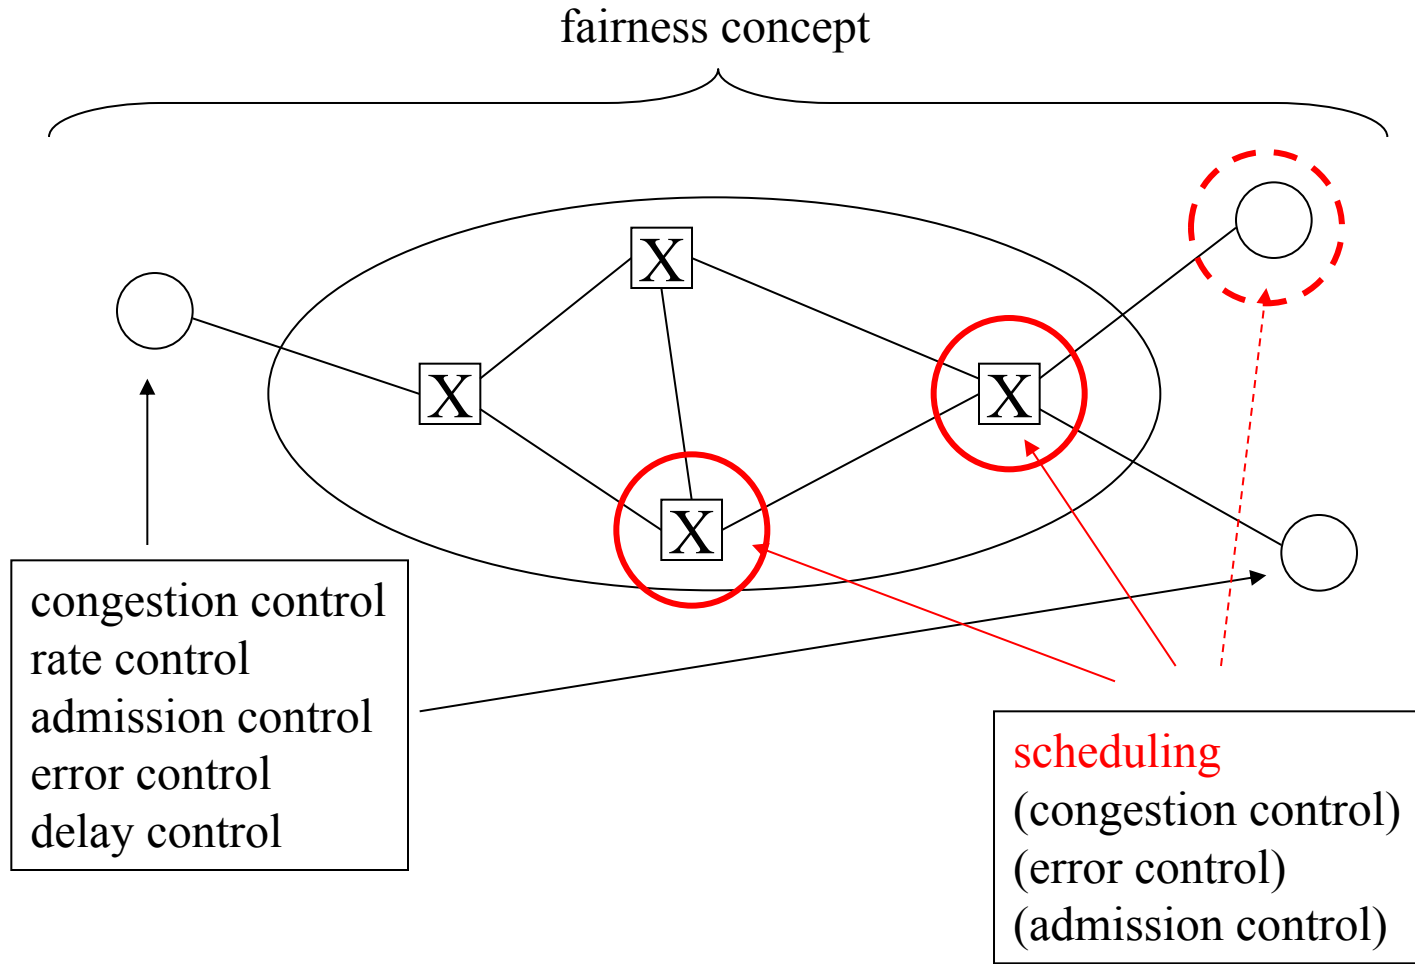 fairness concept
X
X
X
X
congestion control
rate control
admission control
error control
delay control
scheduling
(congestion control)
(error control)
(admission control)